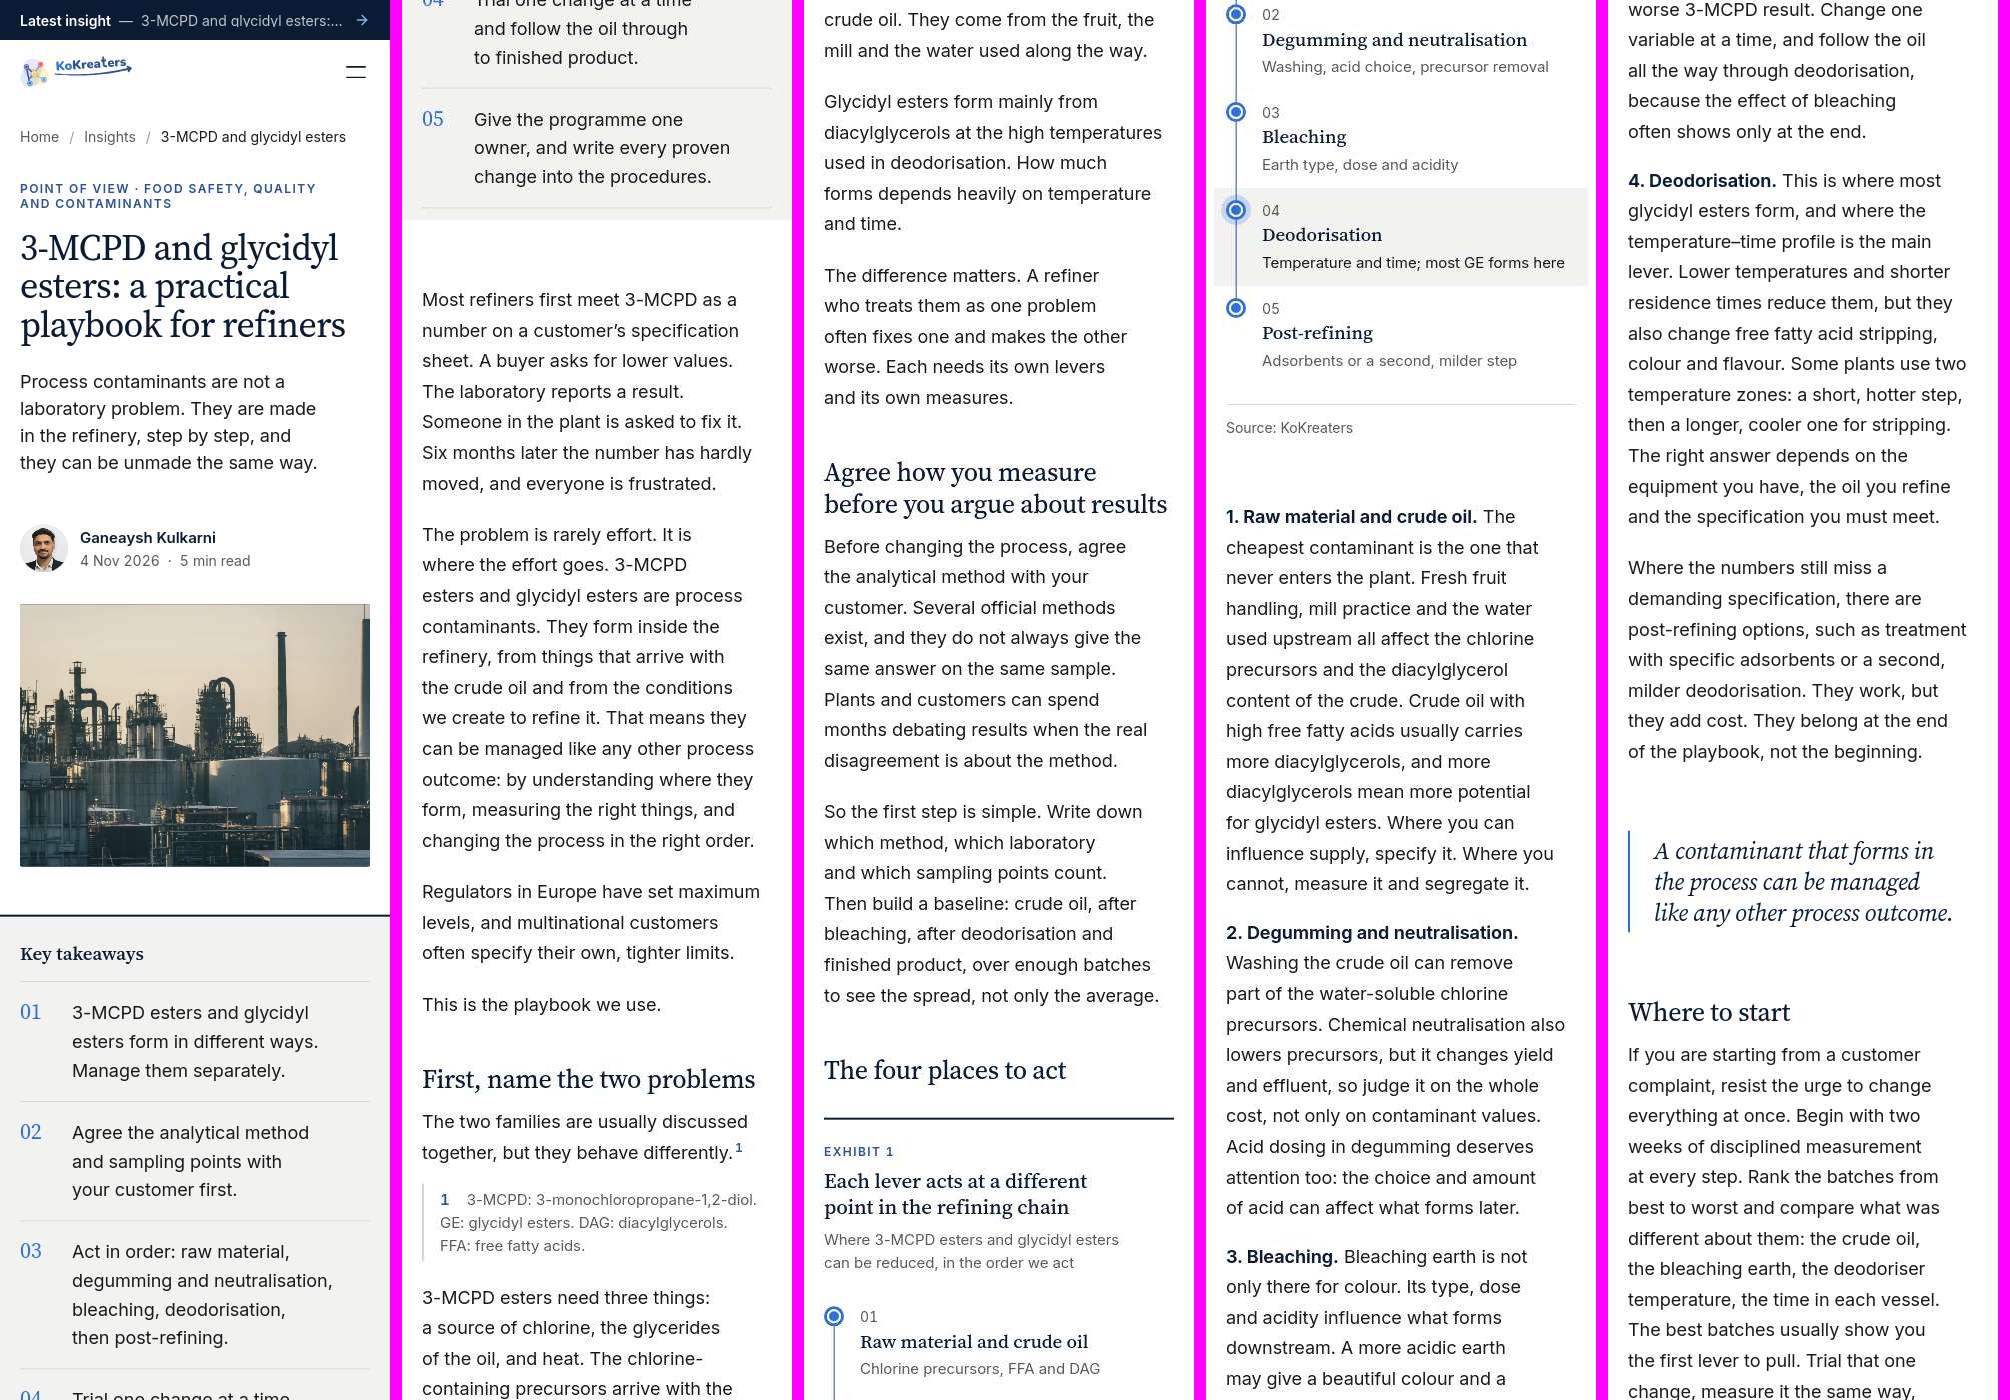 Latest insight — 3-MCPD and glycidyl esters:... →
KoKreaters
Home / Insights / 3-MCPD and glycidyl esters
POINT OF VIEW · FOOD SAFETY, QUALITY
AND CONTAMINANTS
3-MCPD and glycidyl
esters: a practical
playbook for refiners
Process contaminants are not a
laboratory problem. They are made
in the refinery, step by step, and
they can be unmade the same way.
Ganeaysh Kulkarni
4 Nov 2026 · 5 min read
Key takeaways
01 3-MCPD esters and glycidyl
esters form in different ways.
Manage them separately.
02 Agree the analytical method
and sampling points with
your customer first.
03 Act in order: raw material,
degumming and neutralisation,
bleaching, deodorisation,
then post-refining.
04 Trial one change at a time
04 Trial one change at a time
and follow the oil through
to finished product.
05 Give the programme one
owner, and write every proven
change into the procedures.
Most refiners first meet 3-MCPD as a
number on a customer’s specification
sheet. A buyer asks for lower values.
The laboratory reports a result.
Someone in the plant is asked to fix it.
Six months later the number has hardly
moved, and everyone is frustrated.
The problem is rarely effort. It is
where the effort goes. 3-MCPD
esters and glycidyl esters are process
contaminants. They form inside the
refinery, from things that arrive with
the crude oil and from the conditions
we create to refine it. That means they
can be managed like any other process
outcome: by understanding where they
form, measuring the right things, and
changing the process in the right order.
Regulators in Europe have set maximum
levels, and multinational customers
often specify their own, tighter limits.
This is the playbook we use.
First, name the two problems
The two families are usually discussed
together, but they behave differently.1
1 3-MCPD: 3-monochloropropane-1,2-diol.
GE: glycidyl esters. DAG: diacylglycerols.
FFA: free fatty acids.
3-MCPD esters need three things:
a source of chlorine, the glycerides
of the oil, and heat. The chlorine-
containing precursors arrive with the
crude oil. They come from the fruit, the
mill and the water used along the way.
Glycidyl esters form mainly from
diacylglycerols at the high temperatures
used in deodorisation. How much
forms depends heavily on temperature
and time.
The difference matters. A refiner
who treats them as one problem
often fixes one and makes the other
worse. Each needs its own levers
and its own measures.
Agree how you measure
before you argue about results
Before changing the process, agree
the analytical method with your
customer. Several official methods
exist, and they do not always give the
same answer on the same sample.
Plants and customers can spend
months debating results when the real
disagreement is about the method.
So the first step is simple. Write down
which method, which laboratory
and which sampling points count.
Then build a baseline: crude oil, after
bleaching, after deodorisation and
finished product, over enough batches
to see the spread, not only the average.
The four places to act
EXHIBIT 1
Each lever acts at a different
point in the refining chain
Where 3-MCPD esters and glycidyl esters
can be reduced, in the order we act
01
Raw material and crude oil
Chlorine precursors, FFA and DAG
02
Degumming and neutralisation
Washing, acid choice, precursor removal
03
Bleaching
Earth type, dose and acidity
04
Deodorisation
Temperature and time; most GE forms here
05
Post-refining
Adsorbents or a second, milder step
Source: KoKreaters
1. Raw material and crude oil. The
cheapest contaminant is the one that
never enters the plant. Fresh fruit
handling, mill practice and the water
used upstream all affect the chlorine
precursors and the diacylglycerol
content of the crude. Crude oil with
high free fatty acids usually carries
more diacylglycerols, and more
diacylglycerols mean more potential
for glycidyl esters. Where you can
influence supply, specify it. Where you
cannot, measure it and segregate it.
2. Degumming and neutralisation.
Washing the crude oil can remove
part of the water-soluble chlorine
precursors. Chemical neutralisation also
lowers precursors, but it changes yield
and effluent, so judge it on the whole
cost, not only on contaminant values.
Acid dosing in degumming deserves
attention too: the choice and amount
of acid can affect what forms later.
3. Bleaching. Bleaching earth is not
only there for colour. Its type, dose
and acidity influence what forms
downstream. A more acidic earth
may give a beautiful colour and a
worse 3-MCPD result. Change one
variable at a time, and follow the oil
all the way through deodorisation,
because the effect of bleaching
often shows only at the end.
4. Deodorisation. This is where most
glycidyl esters form, and where the
temperature–time profile is the main
lever. Lower temperatures and shorter
residence times reduce them, but they
also change free fatty acid stripping,
colour and flavour. Some plants use two
temperature zones: a short, hotter step,
then a longer, cooler one for stripping.
The right answer depends on the
equipment you have, the oil you refine
and the specification you must meet.
Where the numbers still miss a
demanding specification, there are
post-refining options, such as treatment
with specific adsorbents or a second,
milder deodorisation. They work, but
they add cost. They belong at the end
of the playbook, not the beginning.
A contaminant that forms in
the process can be managed
like any other process outcome.
Where to start
If you are starting from a customer
complaint, resist the urge to change
everything at once. Begin with two
weeks of disciplined measurement
at every step. Rank the batches from
best to worst and compare what was
different about them: the crude oil,
the bleaching earth, the deodoriser
temperature, the time in each vessel.
The best batches usually show you
the first lever to pull. Trial that one
change, measure it the same way,